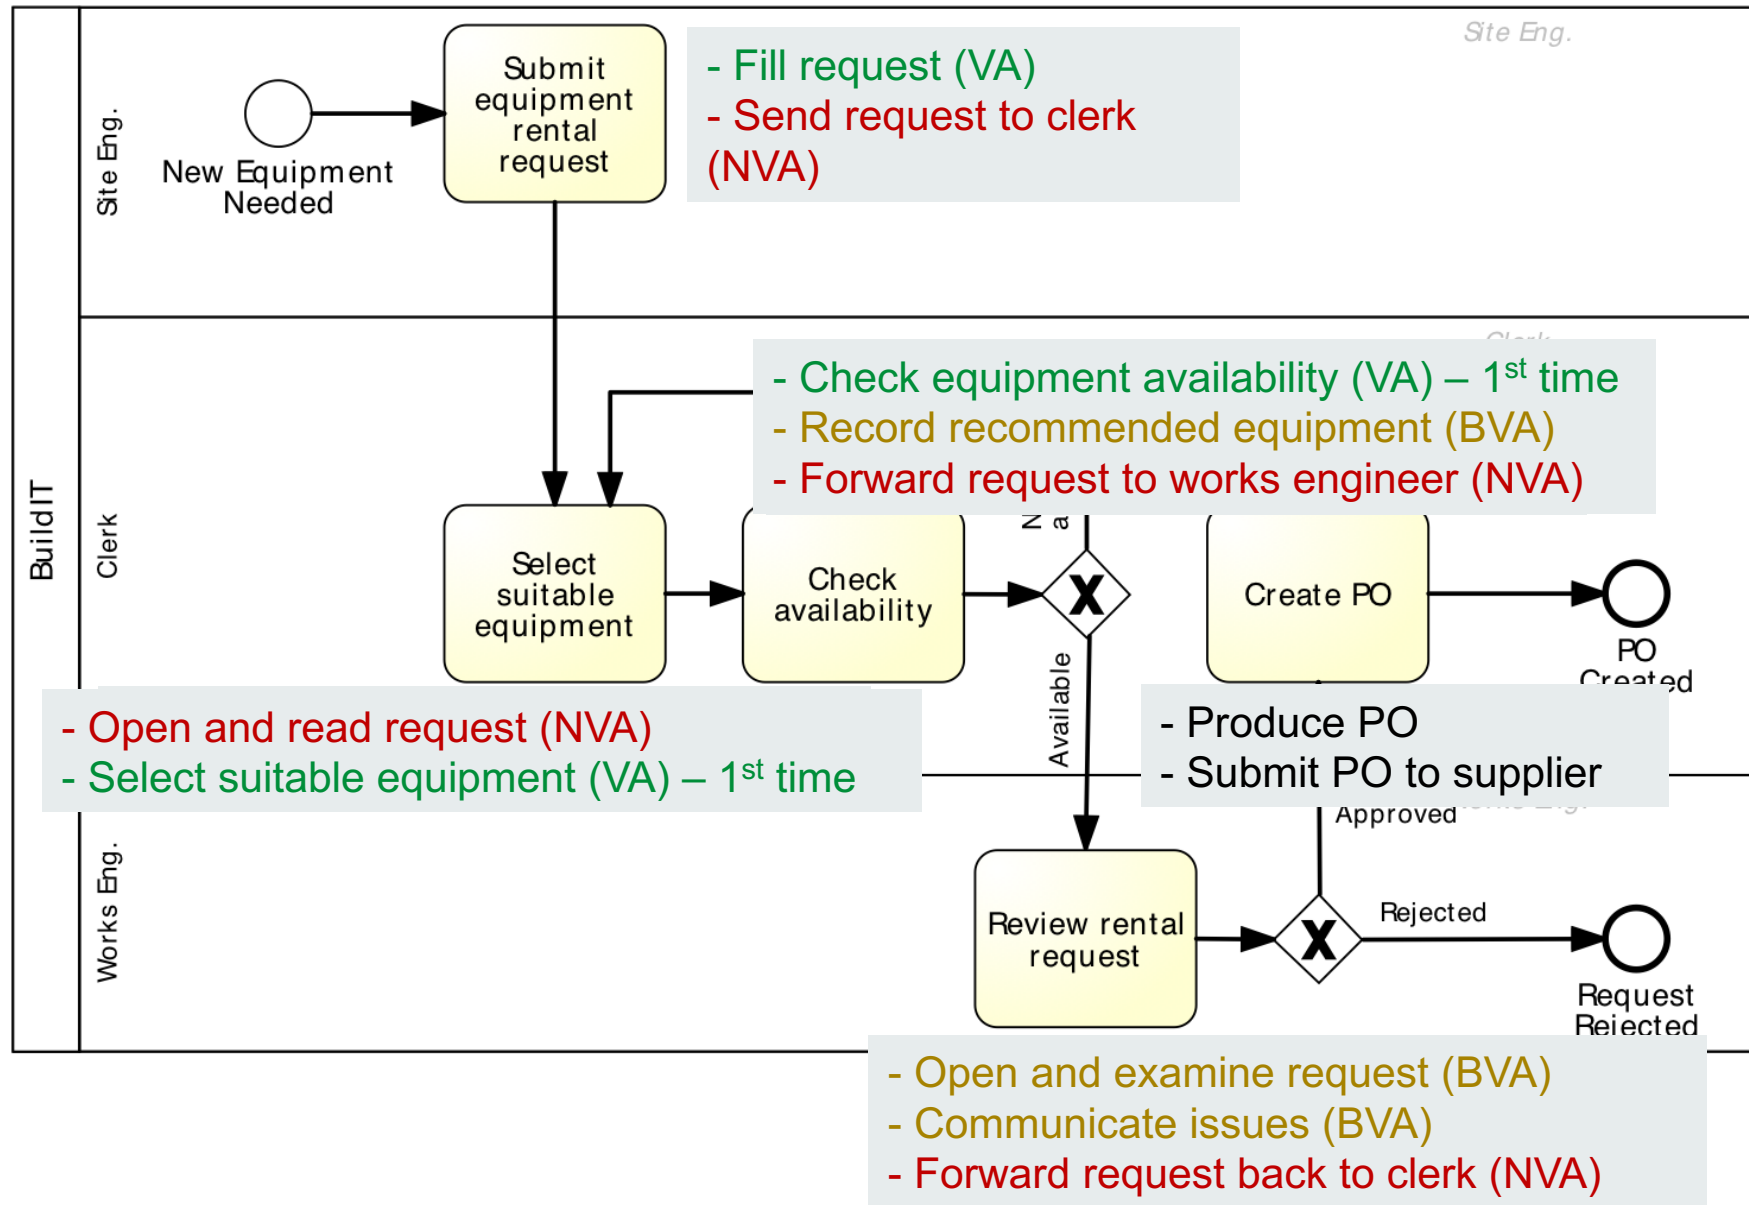 Site Eng.
BuildIT
Site Eng.
New Equipment
Needed
Submit
equipment
rental
request
- Fill request (VA)
- Send request to clerk
(NVA)
Clerk
- Check equipment availability (VA) – 1st time
- Record recommended equipment (BVA)
- Forward request to works engineer (NVA)
Select
suitable
equipment
Check
availability
X
Available
Create PO
PO
Created
- Open and read request (NVA)
- Select suitable equipment (VA) – 1st time
- Produce PO
- Submit PO to supplier
Works Eng.
Approved
Review rental
request
X
Rejected
Request
Rejected
- Open and examine request (BVA)
- Communicate issues (BVA)
- Forward request back to clerk (NVA)